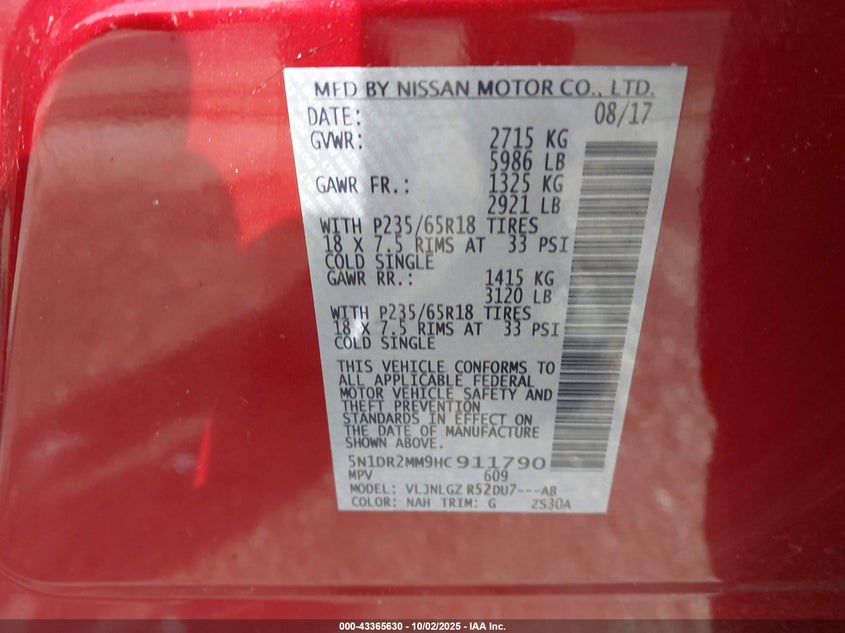 MFD BY NISSAN MOTOR CO., LTD.
DATE: 08/17
GVWR: 2715 KG
5986 LB
GAWR FR.: 1325 KG
2921 LB
WITH P235/65R18 TIRES
18 X 7.5 RIMS AT 33 PSI
COLD SINGLE
GAWR RR.: 1415 KG
3120 LB
WITH P235/65R18 TIRES
18 X 7.5 RIMS AT 33 PSI
COLD SINGLE
THIS VEHICLE CONFORMS TO
ALL APPLICABLE FEDERAL
MOTOR VEHICLE SAFETY AND
THEFT PREVENTION
STANDARDS IN EFFECT ON
THE DATE OF MANUFACTURE
SHOWN ABOVE.
5N1DR2MM9HC911790
MPV 609
MODEL: VLJNLGZ R52DU7---AB
COLOR: NAH TRIM: G ZS30A
000-43365630 - 10/02/2025 - IAA Inc.